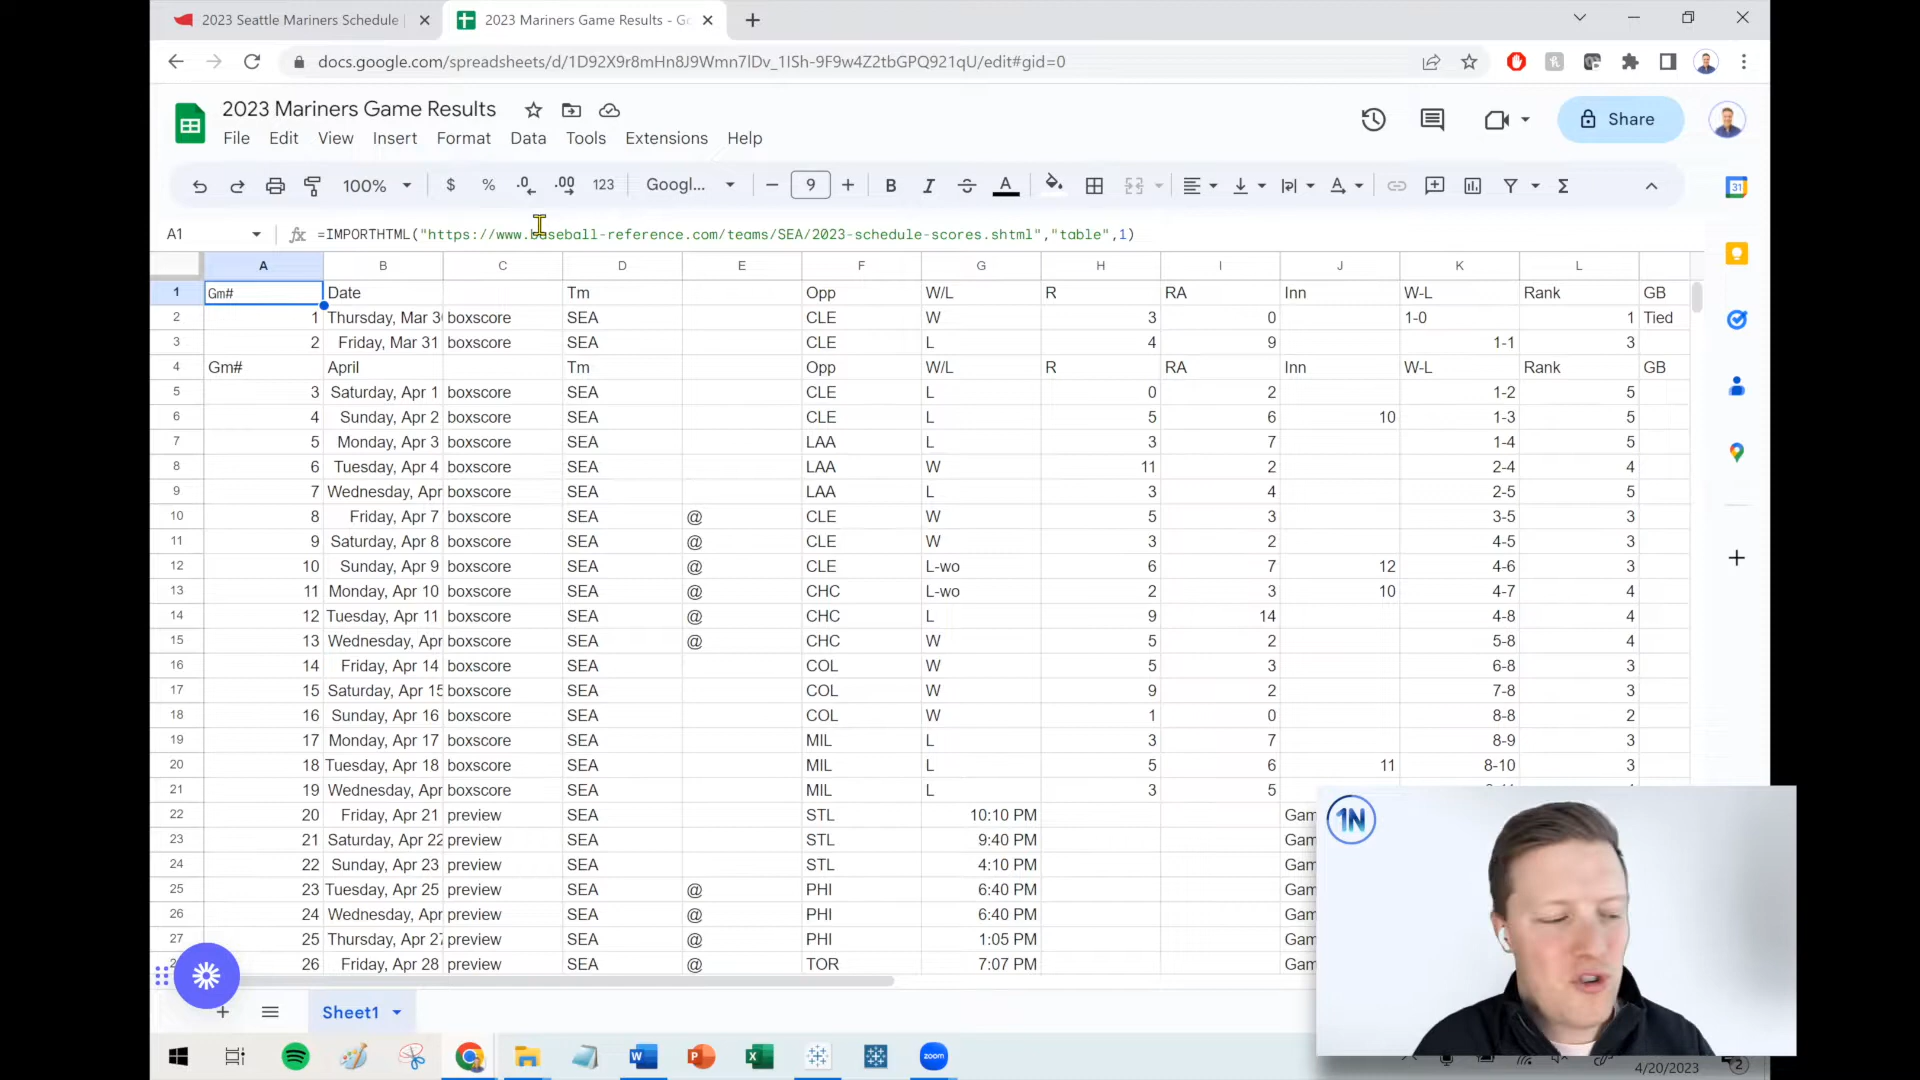 2023 Seattle Mariners Schedule
2023 Mariners Game Results - Go
docs.google.com/spreadsheets/d/1D92X9r8mHn8J9Wmn7lDv_1ISh-9F9w4Z2tbGPQ921qU/edit#gid=0
2023 Mariners Game Results
Share
File Edit View Insert Format Data Tools Extensions Help
100% $ % .0 .00 123 Googl... 9 B I A Σ 31
A1 fx =IMPORTHTML("https://www.baseball-reference.com/teams/SEA/2023-schedule-scores.shtml","table",1)
A B C D E F G H I J K L
1 Gm# Date Tm Opp W/L R RA Inn W-L Rank GB
2 1 Thursday, Mar 30 boxscore SEA CLE W 3 0 1-0 1 Tied
3 2 Friday, Mar 31 boxscore SEA CLE L 4 9 1-1 3
4 Gm# April Tm Opp W/L R RA Inn W-L Rank GB
5 3 Saturday, Apr 1 boxscore SEA CLE L 0 2 1-2 5
6 4 Sunday, Apr 2 boxscore SEA CLE L 5 6 10 1-3 5
7 5 Monday, Apr 3 boxscore SEA LAA L 3 7 1-4 5
8 6 Tuesday, Apr 4 boxscore SEA LAA W 11 2 2-4 4
9 7 Wednesday, Apr boxscore SEA LAA L 3 4 2-5 5
10 8 Friday, Apr 7 boxscore SEA @ CLE W 5 3 3-5 3
11 9 Saturday, Apr 8 boxscore SEA @ CLE W 3 2 4-5 3
12 10 Sunday, Apr 9 boxscore SEA @ CLE L-wo 6 7 12 4-6 3
13 11 Monday, Apr 10 boxscore SEA @ CHC L-wo 2 3 10 4-7 4
14 12 Tuesday, Apr 11 boxscore SEA @ CHC L 9 14 4-8 4
15 13 Wednesday, Apr boxscore SEA @ CHC W 5 2 5-8 4
16 14 Friday, Apr 14 boxscore SEA COL W 5 3 6-8 3
17 15 Saturday, Apr 15 boxscore SEA COL W 9 2 7-8 3
18 16 Sunday, Apr 16 boxscore SEA COL W 1 0 8-8 2
19 17 Monday, Apr 17 boxscore SEA MIL L 3 7 8-9 3
20 18 Tuesday, Apr 18 boxscore SEA MIL L 5 6 11 8-10 3
21 19 Wednesday, Apr boxscore SEA MIL L 3 5
22 20 Friday, Apr 21 preview SEA STL 10:10 PM Gam
23 21 Saturday, Apr 22 preview SEA STL 9:40 PM Gam
24 22 Sunday, Apr 23 preview SEA STL 4:10 PM Gam
25 23 Tuesday, Apr 25 preview SEA @ PHI 6:40 PM Gam
26 24 Wednesday, Apr preview SEA @ PHI 6:40 PM Gam
27 25 Thursday, Apr 27 preview SEA @ PHI 1:05 PM Gam
26 Friday, Apr 28 preview SEA @ TOR 7:07 PM Gam
1N
Sheet1
zoom
4/20/2023
2